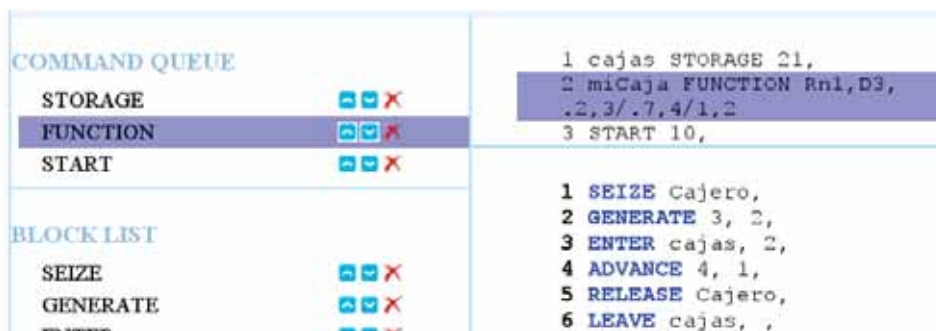 COMMAND QUEUE
STORAGE
FUNCTION
START
BLOCK LIST
SEIZE
GENERATE
ENTER
1 cajas STORAGE 21,
2 miCaja FUNCTION Rn1,D3,
.2,3/.7,4/1,2
3 START 10,
1 SEIZE Cajero,
2 GENERATE 3, 2,
3 ENTER cajas, 2,
4 ADVANCE 4, 1,
5 RELEASE Cajero,
6 LEAVE cajas, ,